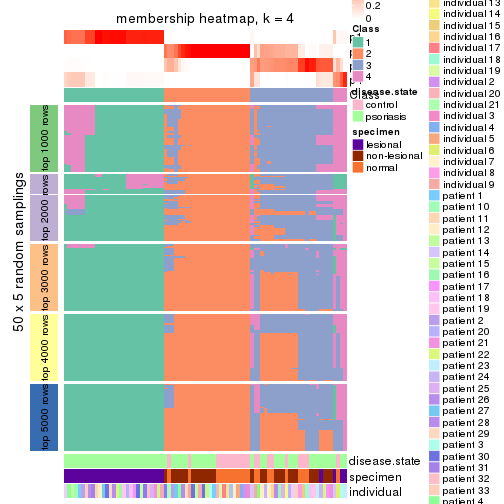 membership heatmap, k = 4
0.2
0
Class
1
2
3
4
Class
disease.state
control
psoriasis
specimen
lesional
non-lesional
normal
50 x 5 random samplings
top 1000 rows
top 2000 rows
top 3000 rows
top 4000 rows
top 5000 rows
disease.state
specimen
individual
individual 13
individual 14
individual 15
individual 16
individual 17
individual 18
individual 19
individual 2
individual 20
individual 21
individual 3
individual 4
individual 5
individual 6
individual 7
individual 8
individual 9
patient 1
patient 10
patient 11
patient 12
patient 13
patient 14
patient 15
patient 16
patient 17
patient 18
patient 19
patient 2
patient 20
patient 21
patient 22
patient 23
patient 24
patient 25
patient 26
patient 27
patient 28
patient 29
patient 3
patient 30
patient 31
patient 32
patient 33
patient 4